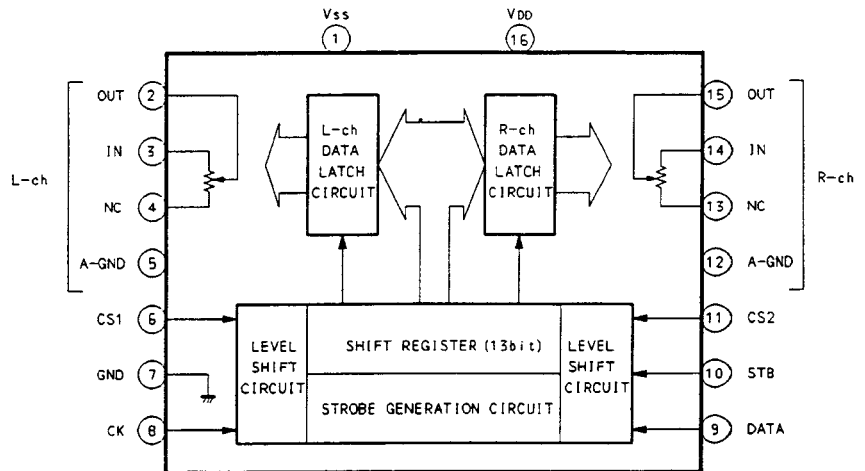 Vss
VDD
1
16
OUT 2
IN 3
L-ch
NC 4
A-GND 5
CS1 6
GND 7
CK 8
L-ch
DATA
LATCH
CIRCUIT
R-ch
DATA
LATCH
CIRCUIT
15 OUT
14 IN
R-ch
13 NC
12 A-GND
11 CS2
10 STB
9 DATA
LEVEL
SHIFT
CIRCUIT
SHIFT REGISTER (13bit)
STROBE GENERATION CIRCUIT
LEVEL
SHIFT
CIRCUIT